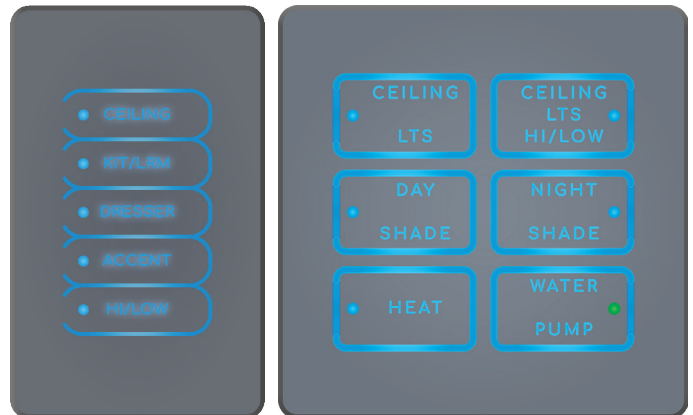 CEILING
KIT/LRM
DRESSER
ACCENT
HI/LOW
CEILING
LTS
CEILING
LTS
HI/LOW
DAY
SHADE
NIGHT
SHADE
HEAT
WATER
PUMP